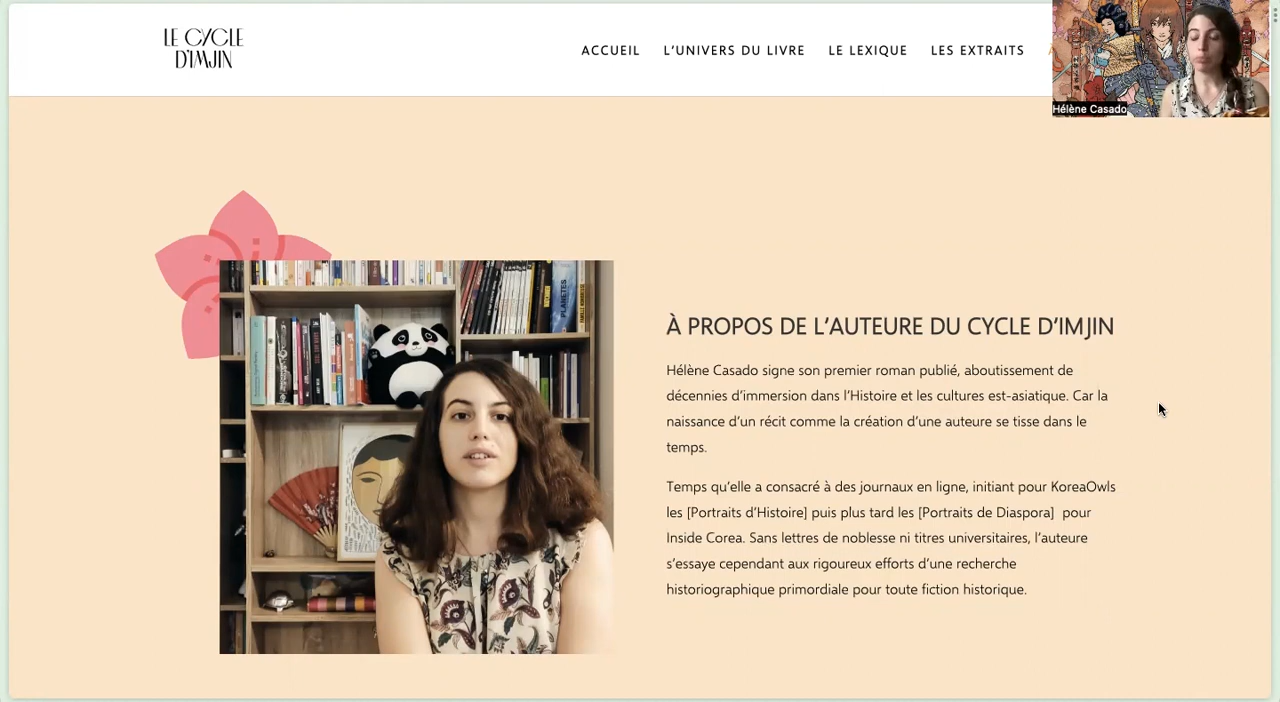 LE CYCLE
D'IMJIN
ACCUEIL L'UNIVERS DU LIVRE LE LEXIQUE LES EXTRAITS
Hélène Casado
PLANETES
À PROPOS DE L'AUTEURE DU CYCLE D'IMJIN
Hélène Casado signe son premier roman publié, aboutissement de
décennies d'immersion dans l'Histoire et les cultures est-asiatique. Car la
naissance d'un récit comme la création d'une auteure se tisse dans le
temps.
Temps qu'elle a consacré à des journaux en ligne, initiant pour KoreaOwls
les [Portraits d'Histoire] puis plus tard les [Portraits de Diaspora] pour
Inside Corea. Sans lettres de noblesse ni titres universitaires, l'auteure
s'essaye cependant aux rigoureux efforts d'une recherche
historiographique primordiale pour toute fiction historique.